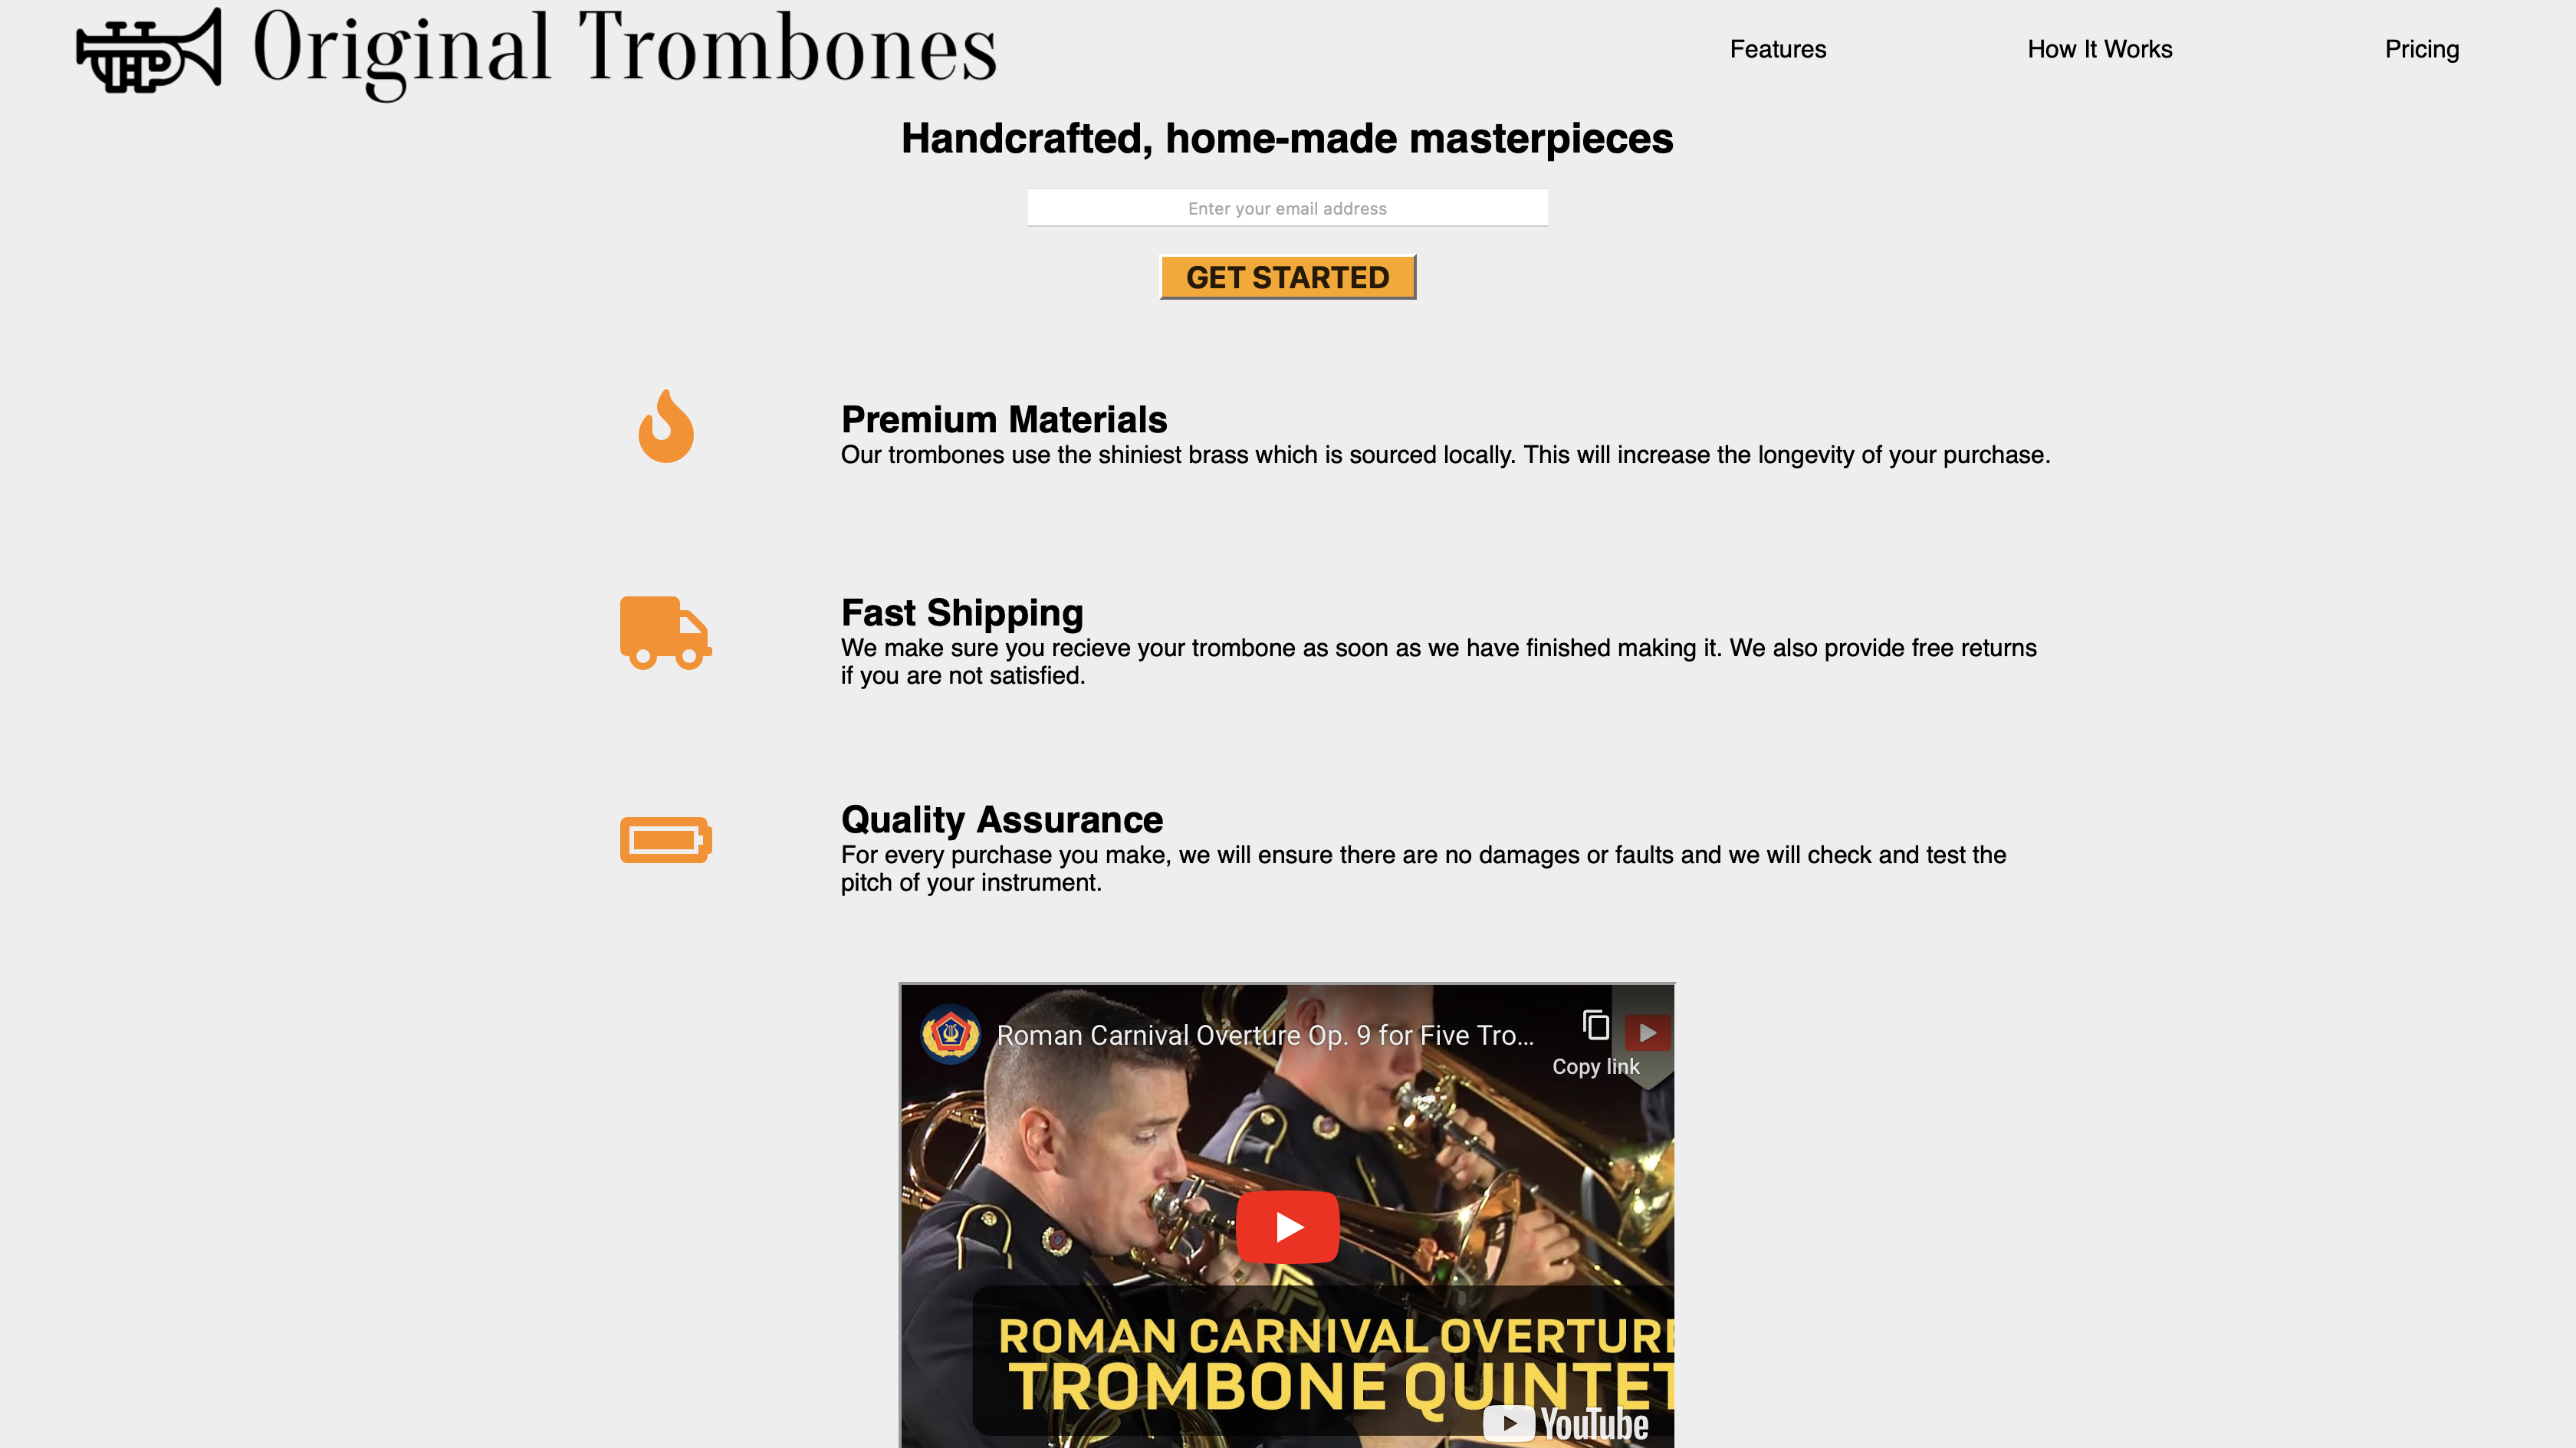 Original Trombones
Features
How It Works
Pricing
Handcrafted, home-made masterpieces
Enter your email address
GET STARTED
Premium Materials
Our trombones use the shiniest brass which is sourced locally. This will increase the longevity of your purchase.
Fast Shipping
We make sure you recieve your trombone as soon as we have finished making it. We also provide free returns
if you are not satisfied.
Quality Assurance
For every purchase you make, we will ensure there are no damages or faults and we will check and test the
pitch of your instrument.
Roman Carnival Overture Op. 9 for Five Tro...
Copy link
ROMAN CARNIVAL OVERTURE
TROMBONE QUINTET
YouTube